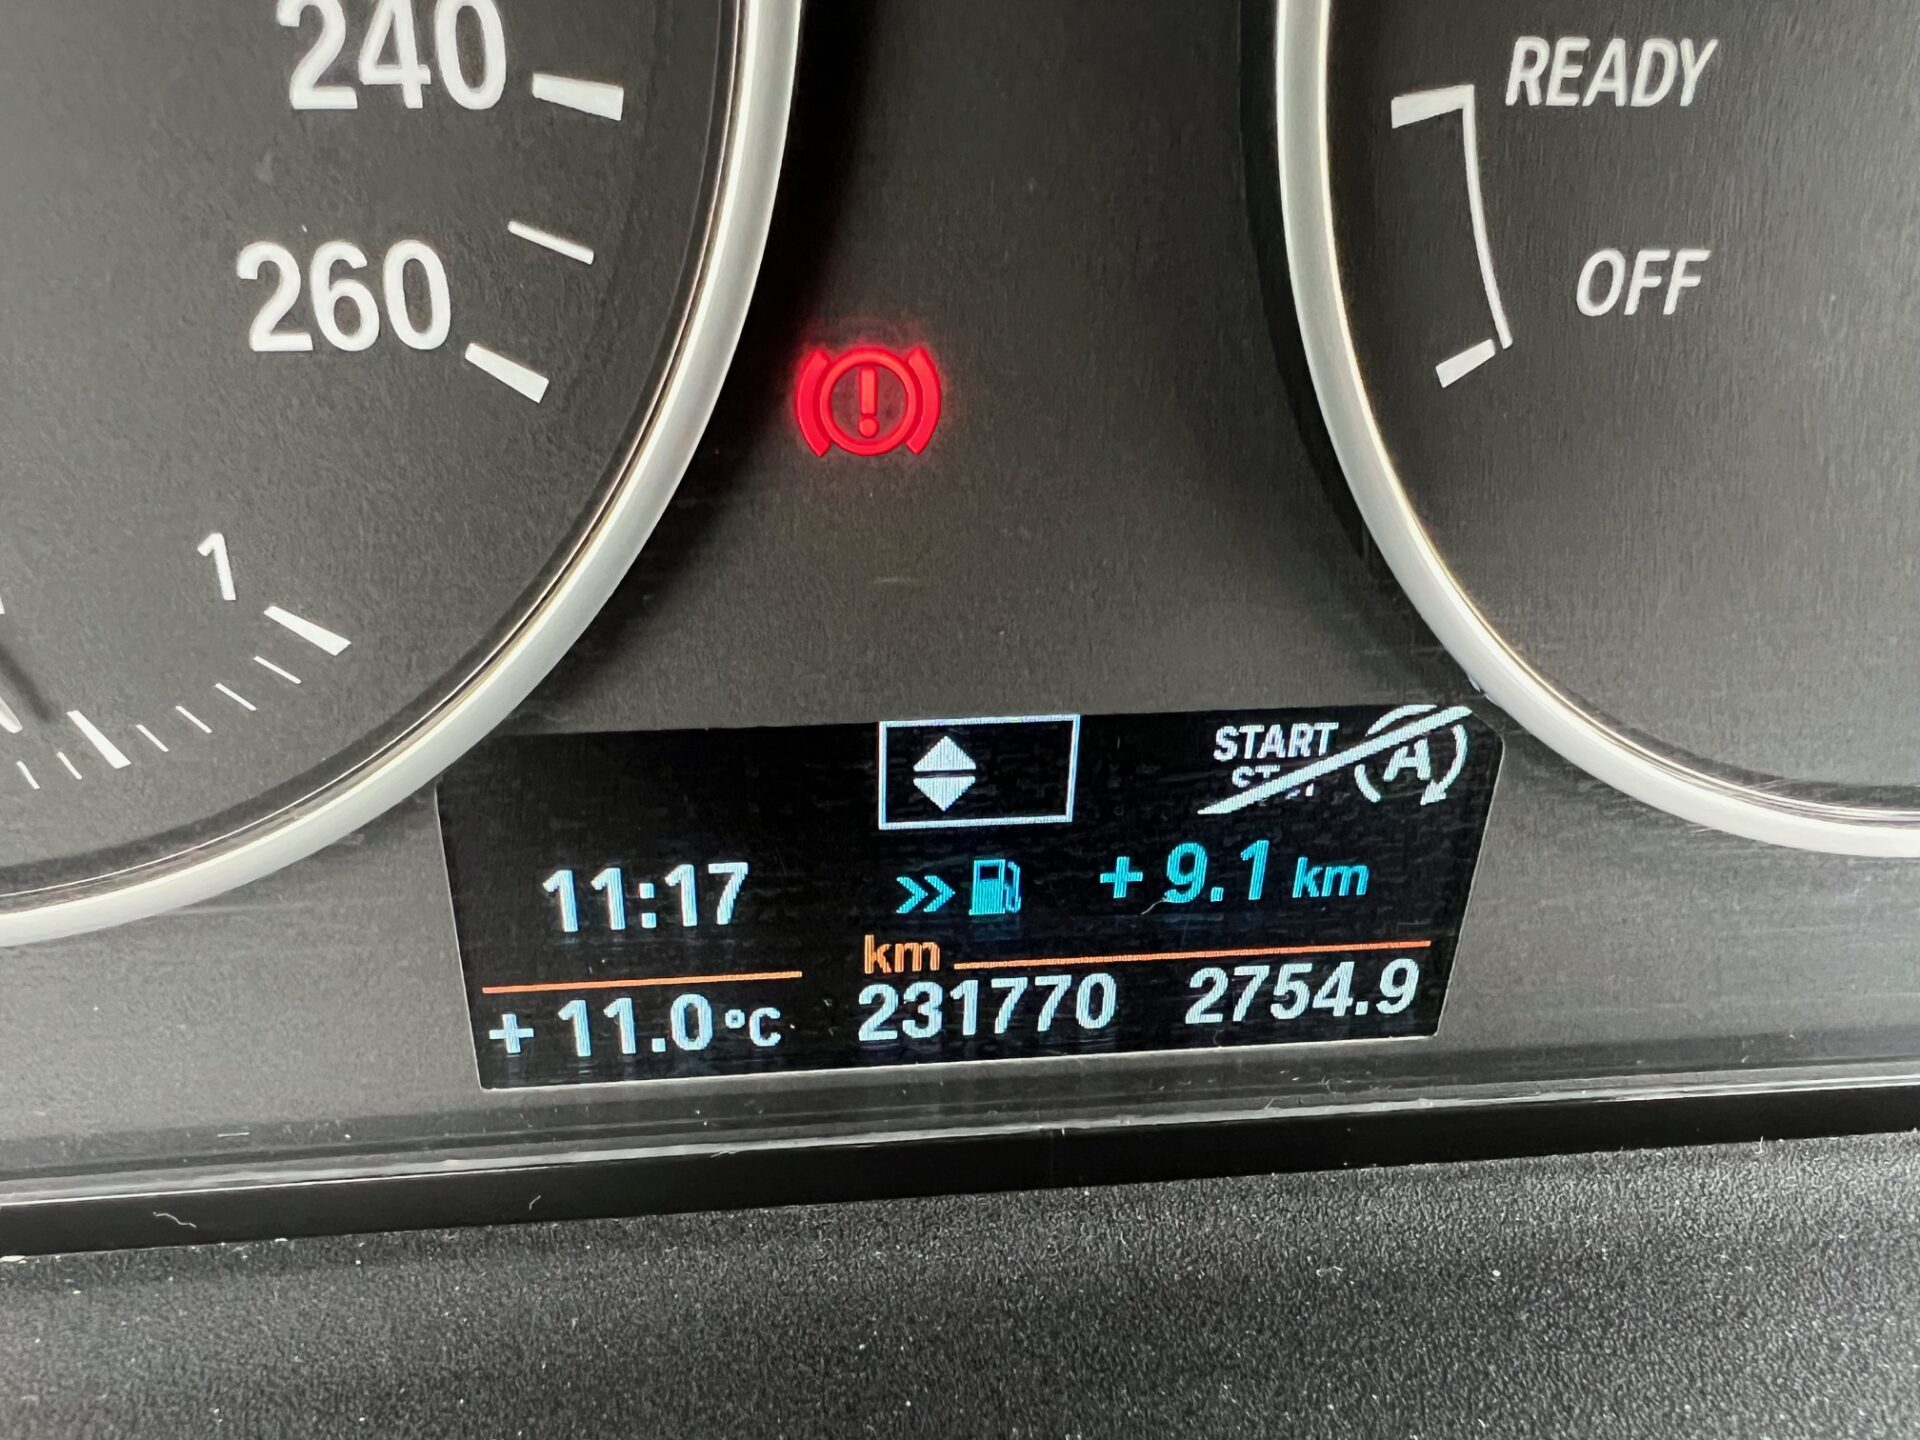 240
260
1
READY
OFF
!
START
A
11:17
+ 9.1 km
+ 11.0 °C
km
231770 2754.9